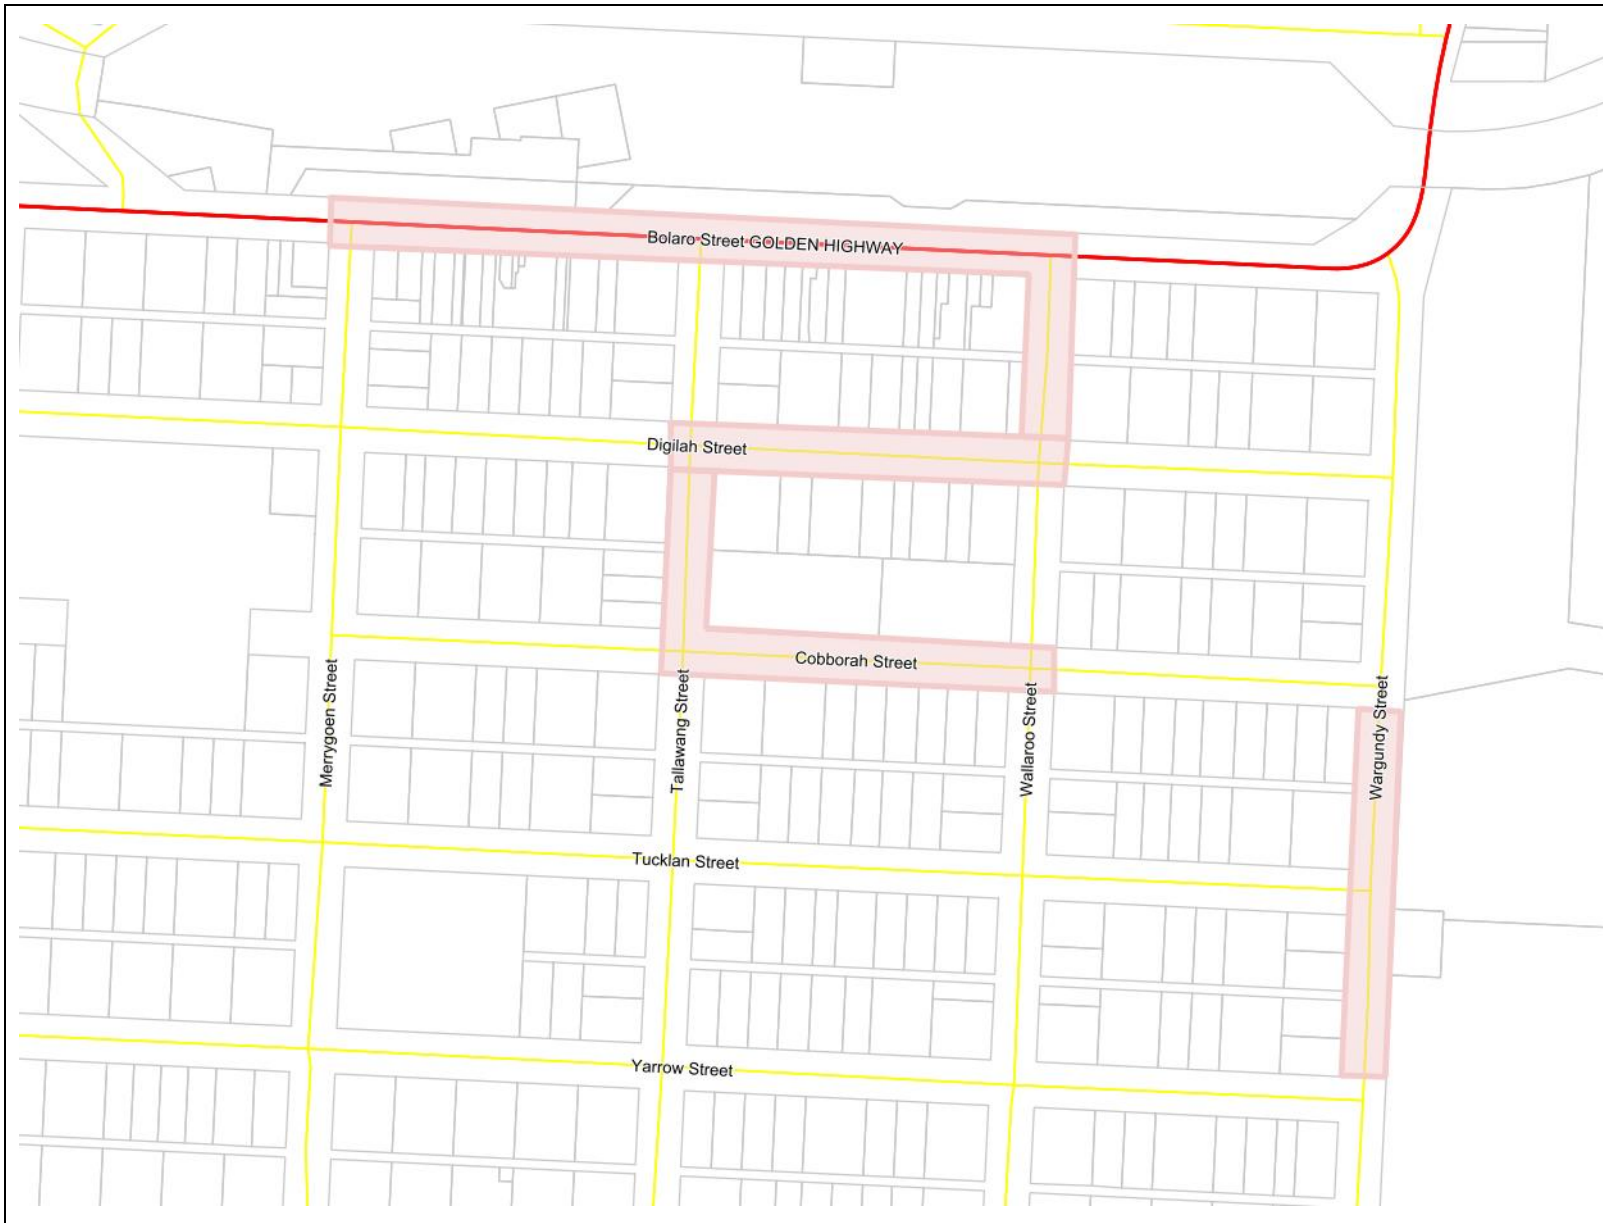 Bolaro Street GOLDEN HIGHWAY
Digilah Street
Cobborah Street
Merrygoen Street
Tallawang Street
Wallaroo Street
Wargundy Street
Tucklan Street
Yarrow Street